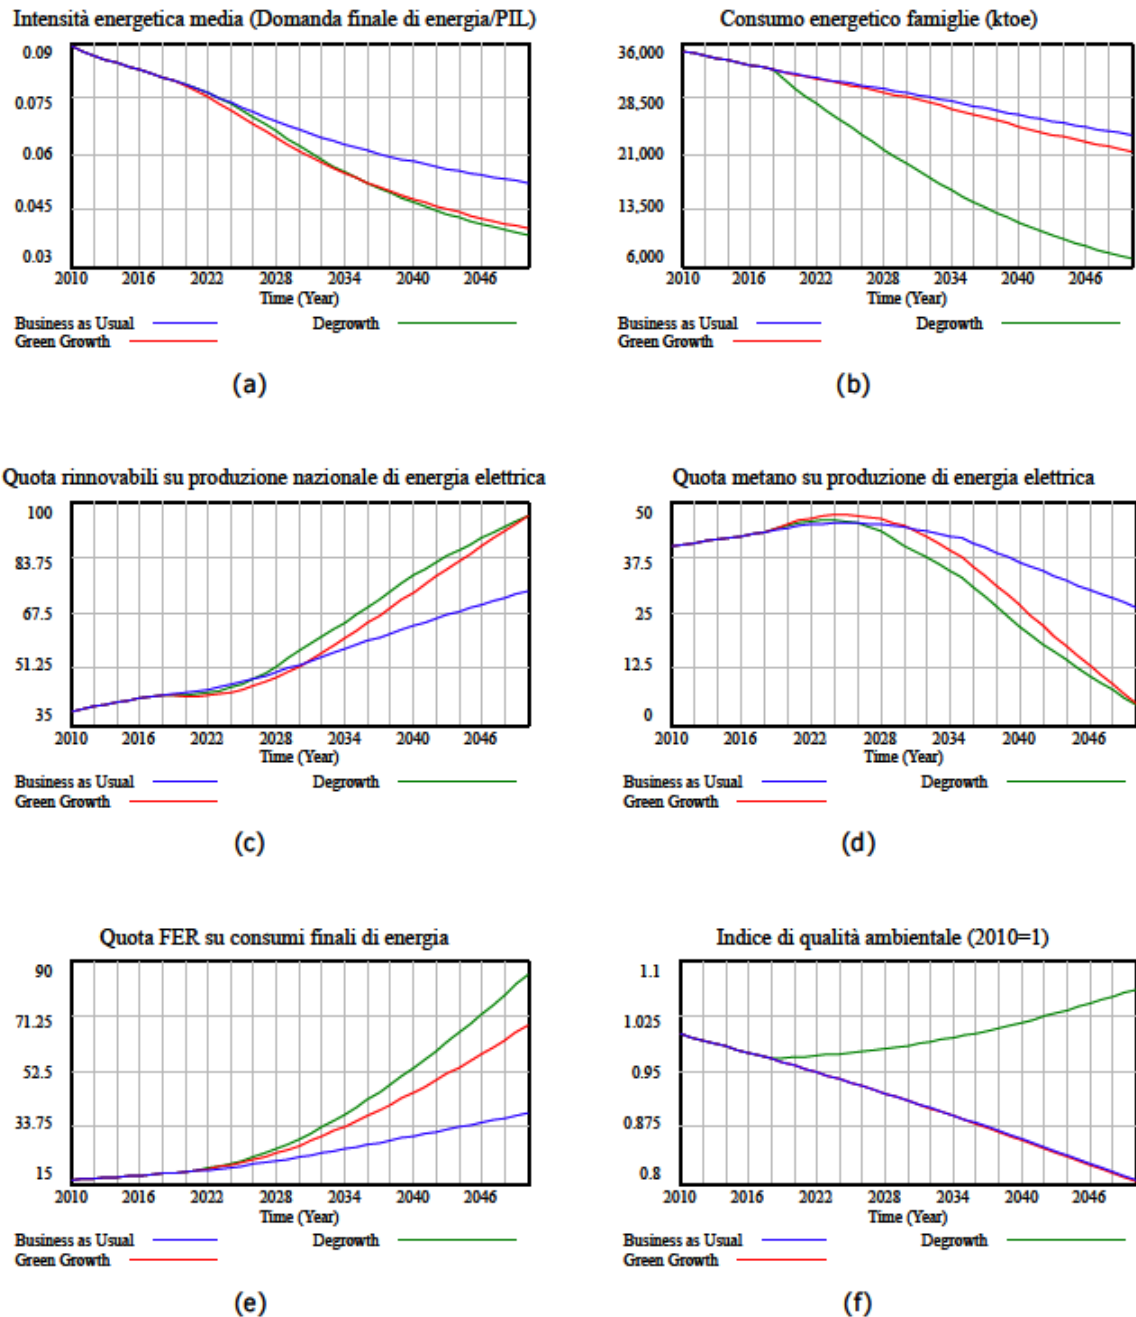 Intensità energetica media (Domanda finale di energia/PIL)
0.09
0.075
0.06
0.045
0.03
2010 2016 2022 2028 2034 2040 2046
Time (Year)
Business as Usual Degrowth
Green Growth
(a)
Consumo energetico famiglie (ktoe)
36,000
28,500
21,000
13,500
6,000
2010 2016 2022 2028 2034 2040 2046
Time (Year)
Business as Usual Degrowth
Green Growth
(b)
Quota rinnovabili su produzione nazionale di energia elettrica
100
83.75
67.5
51.25
35
2010 2016 2022 2028 2034 2040 2046
Time (Year)
Business as Usual Degrowth
Green Growth
(c)
Quota metano su produzione di energia elettrica
50
37.5
25
12.5
0
2010 2016 2022 2028 2034 2040 2046
Time (Year)
Business as Usual Degrowth
Green Growth
(d)
Quota FER su consumi finali di energia
90
71.25
52.5
33.75
15
2010 2016 2022 2028 2034 2040 2046
Time (Year)
Business as Usual Degrowth
Green Growth
(e)
Indice di qualità ambientale (2010=1)
1.1
1.025
0.95
0.875
0.8
2010 2016 2022 2028 2034 2040 2046
Time (Year)
Business as Usual Degrowth
Green Growth
(f)